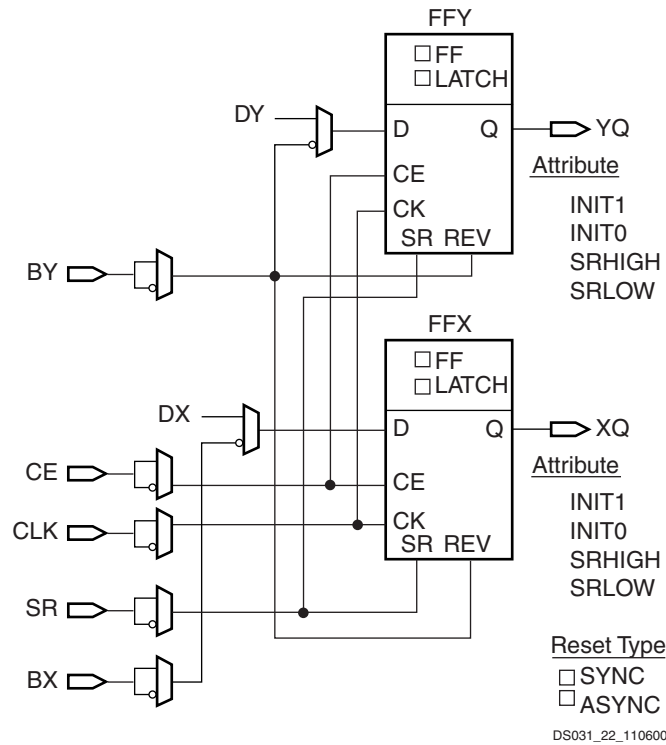 FFY
FF
LATCH
DY
D
Q
YQ
CE
Attribute
CK
INIT1
SR REV
INIT0
BY
SRHIGH
SRLOW
FFX
FF
LATCH
DX
D
Q
XQ
CE
CE
Attribute
CLK
CK
INIT1
SR REV
INIT0
SRHIGH
SR
SRLOW
Reset Type
BX
SYNC
ASYNC
DS031_22_110600